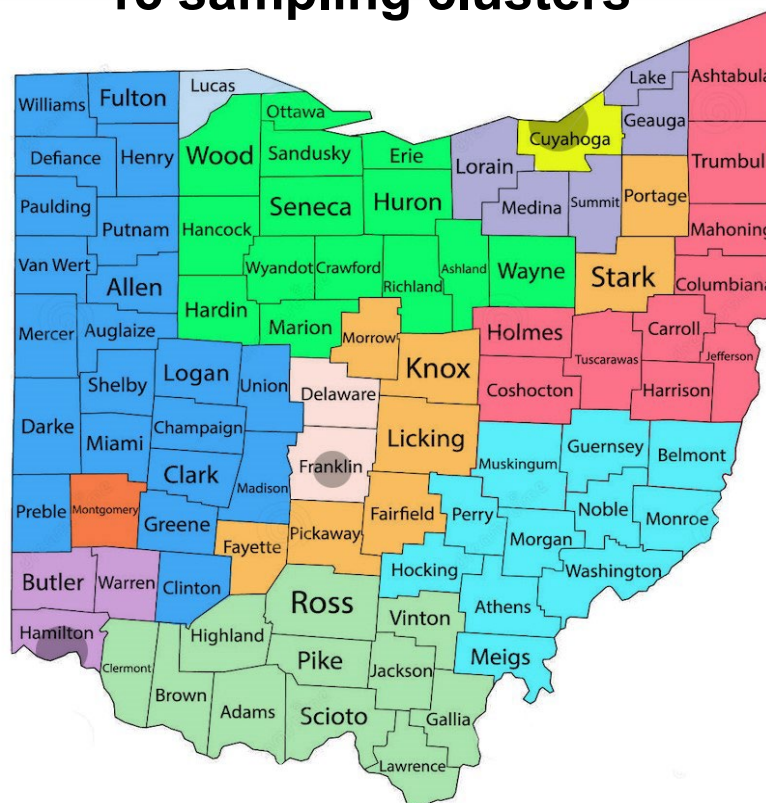 sampling clusters
Lake
Ashtabula
Lucas
Williams
Fulton
Ottawa
Geauga
Cuyahoga
Wood
Sandusky
Erie
Defiance
Henry
Lorain
Trumbul
Paulding
Seneca
Huron
Medina
Summit
Portage
Putnam
Hancock
Mahoning
Van Wert
Wyandot
Crawford
Ashland
Wayne
Stark
Allen
Richland
Columbiana
Hardin
Mercer
Auglaize
Marion
Morrow
Holmes
Carroll
Tuscarawas
Jefferson
Logan
Knox
Shelby
Union
Delaware
Coshocton
Harrison
Darke
Champaign
Miami
Licking
Guernsey
Belmont
Clark
Franklin
Muskingum
Madison
Preble
Montgomery
Greene
Fairfield
Perry
Noble
Monroe
Fayette
Pickaway
Morgan
Butler
Warren
Clinton
Hocking
Washington
Ross
Athens
Hamilton
Highland
Vinton
Clermont
Pike
Jackson
Meigs
Brown
Adams
Scioto
Gallia
Lawrence